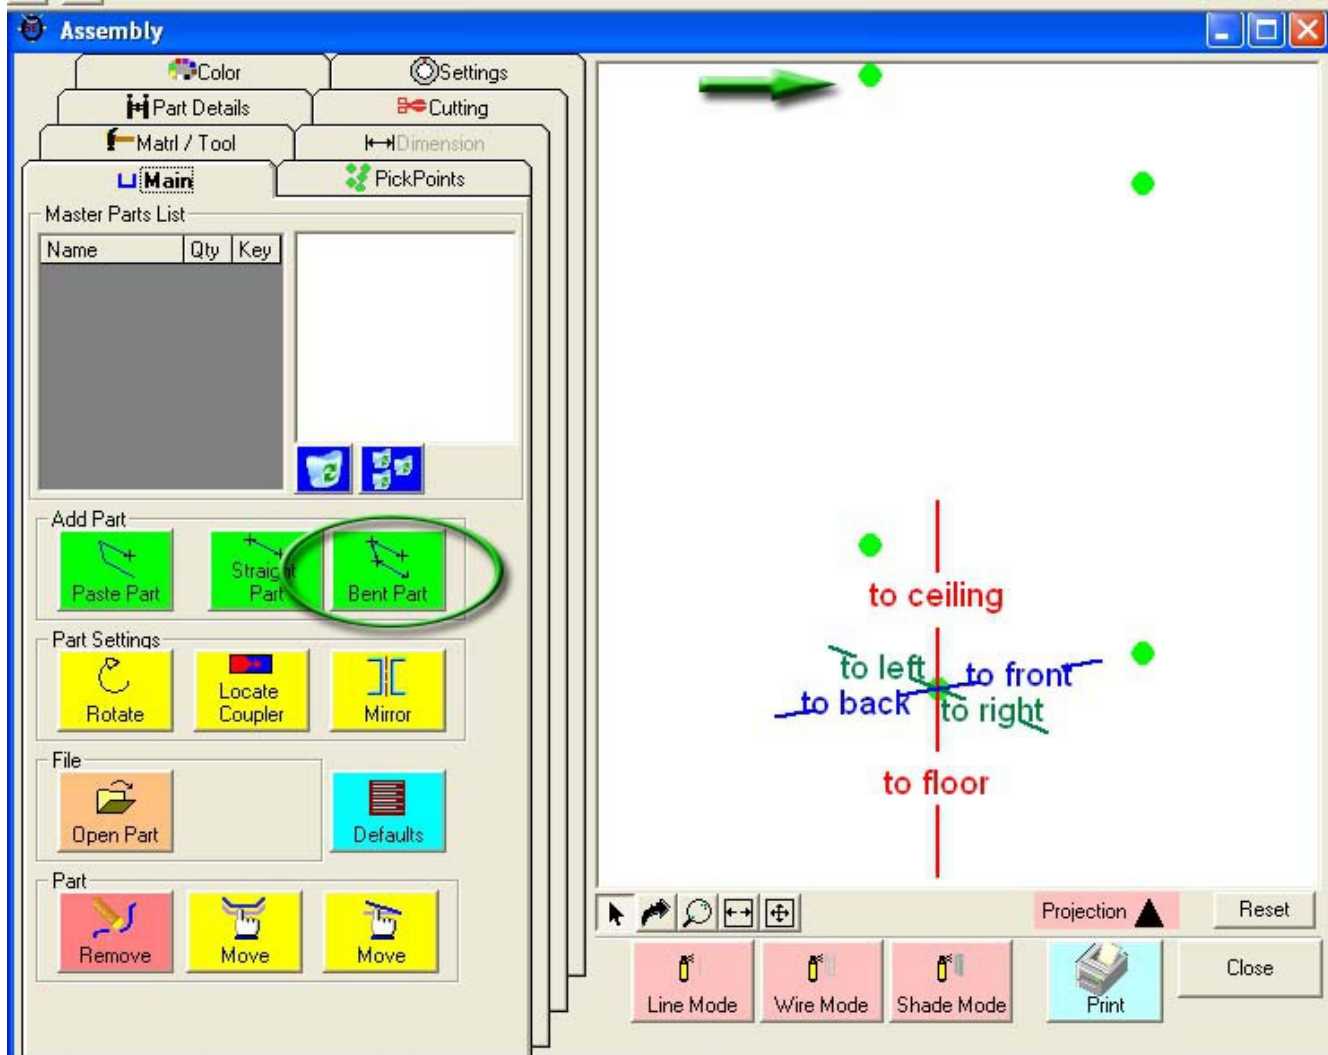 Assembly
Color
Settings
Part Details
Cutting
Matrl / Tool
Dimension
Main
PickPoints
Master Parts List
Name Qty Key
Add Part
Paste Part
Straight
Part
Bent Part
Part Settings
Rotate
Locate
Coupler
Mirror
File
Open Part
Defaults
Part
Remove
Move
Move
to ceiling
to left
to front
to back
to right
to floor
Projection
Reset
Line Mode
Wire Mode
Shade Mode
Print
Close